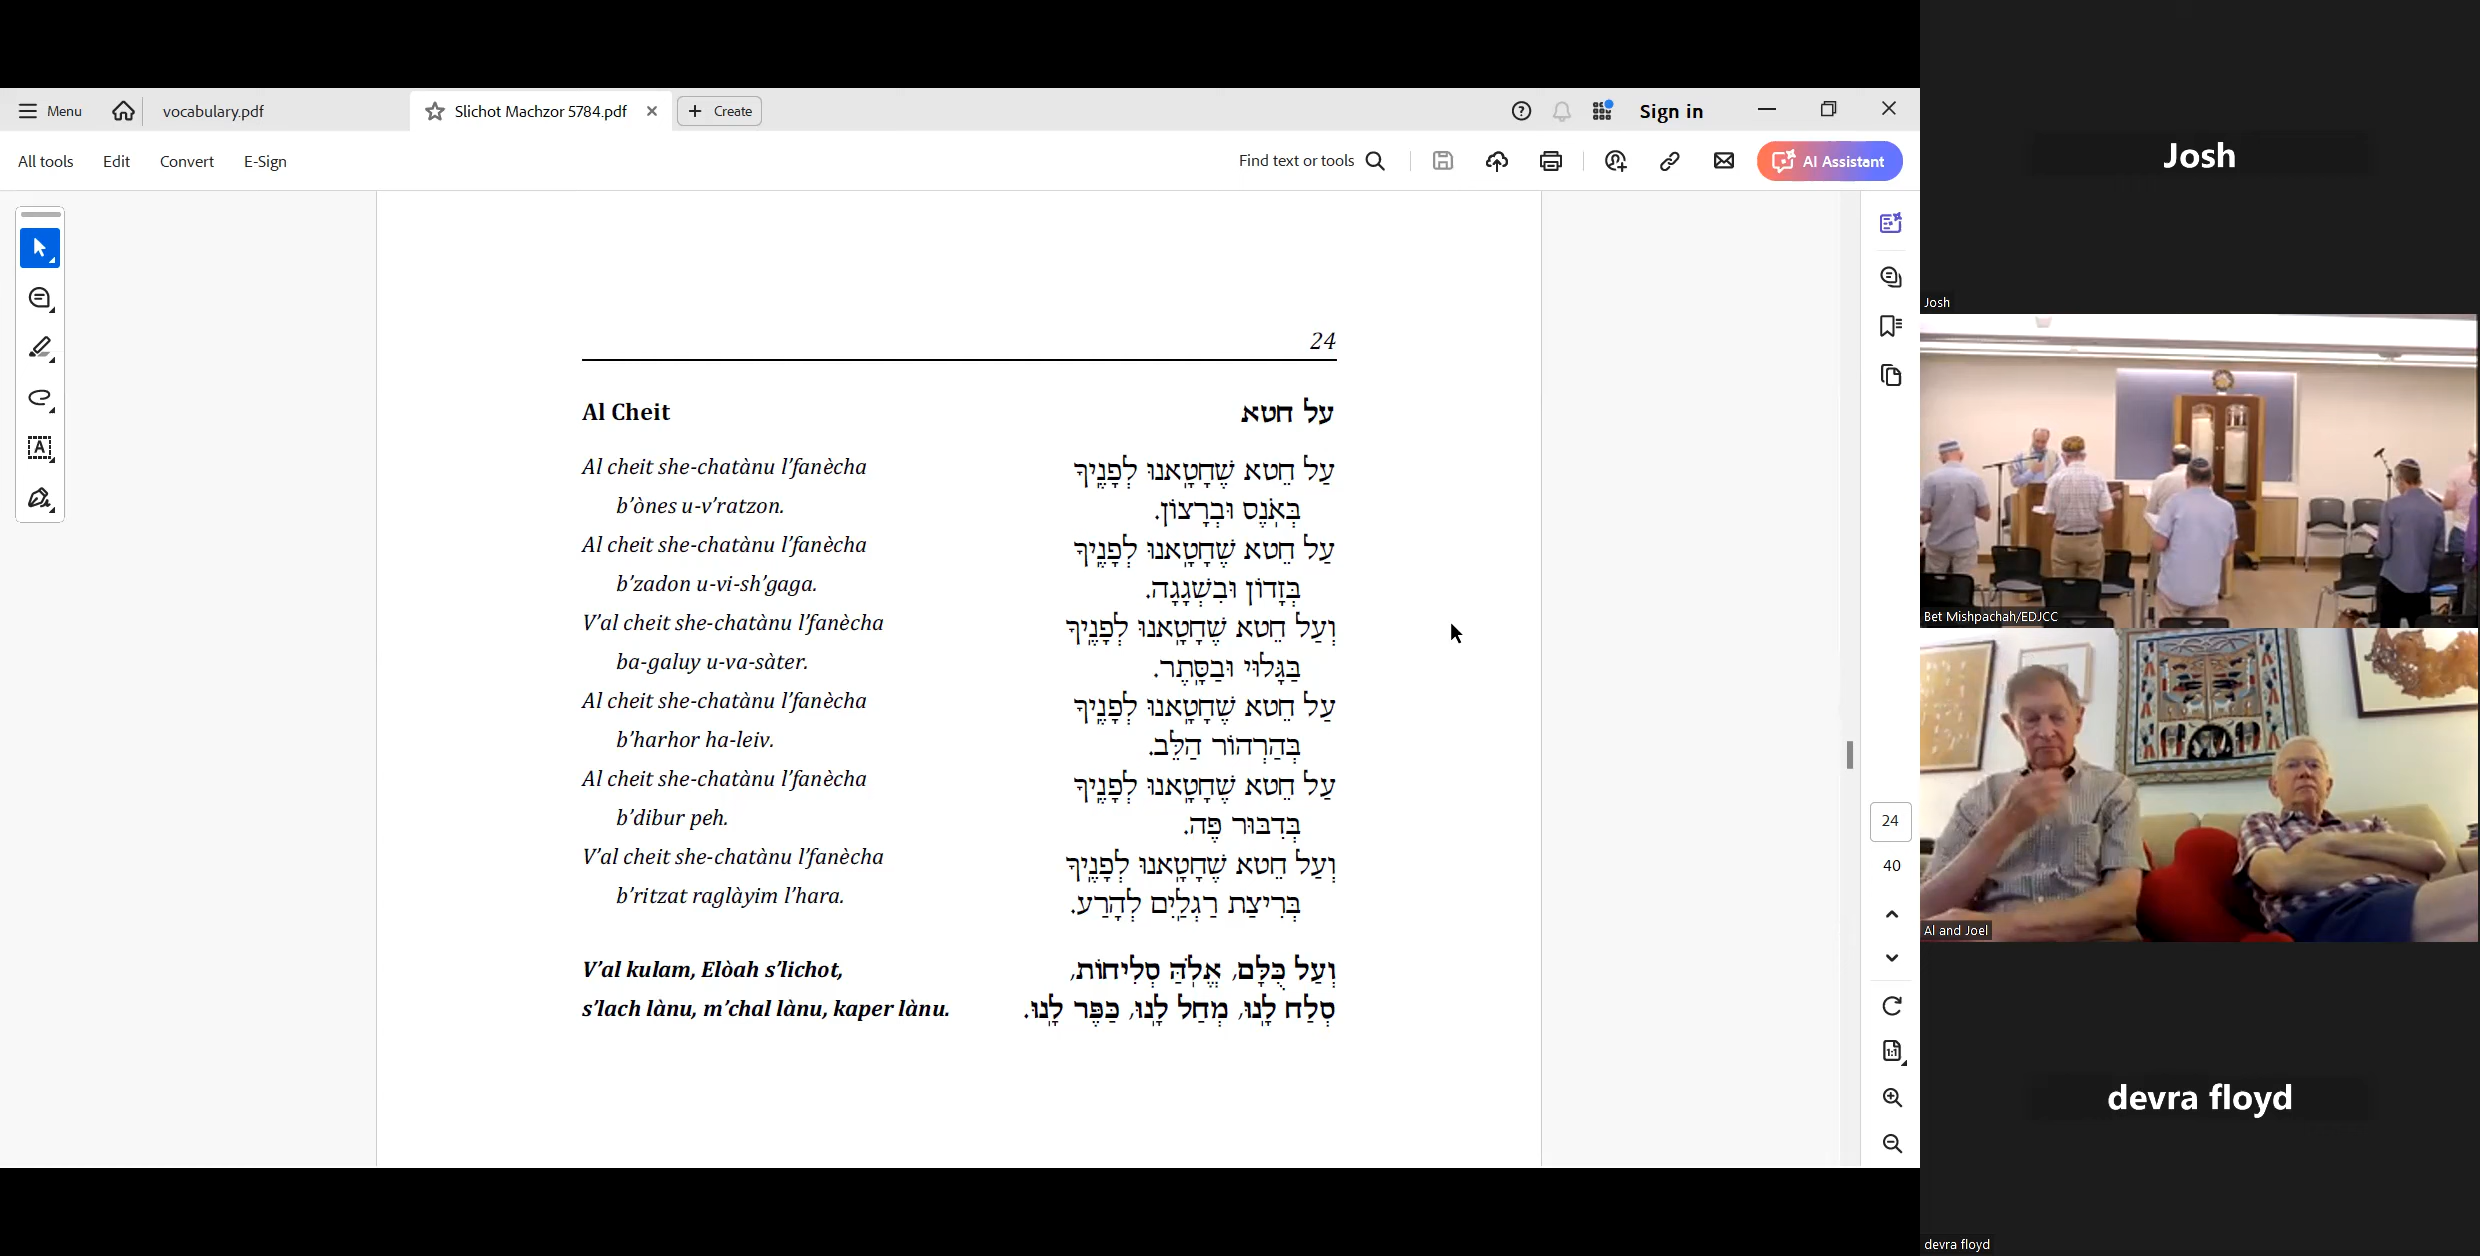 Menu
vocabulary.pdf
Slichot Machzor 5784.pdf
Create
Sign in
All tools
Edit
Convert
E-Sign
Find text or tools
AI Assistant
24
Al Cheit
עַל חֵטְא
Al cheit she-chatànu l’fanècha
b’ònes u-v’ratzon.
Al cheit she-chatànu l’fanècha
b’zadon u-vi-sh’gaga.
V’al cheit she-chatànu l’fanècha
ba-galuy u-va-sàter.
Al cheit she-chatànu l’fanècha
b’harhor ha-leiv.
Al cheit she-chatànu l’fanècha
b’dibur peh.
V’al cheit she-chatànu l’fanècha
b’ritzat raglàyim l’hara.
V’al kulam, Elòah s’lichot,
s’lach lànu, m’chal lànu, kaper lànu.
עַל חֵטא שֶׁחָטָֽאנוּ לְפָנֶֽיךָ
בְּאֹֽנֶס וּבְרָצוֹן.
עַל חֵטא שֶׁחָטָֽאנוּ לְפָנֶֽיךָ
בְּזָדוֹן וּבִשְׁגָגָה.
וְעַל חֵטא שֶׁחָטָֽאנוּ לְפָנֶֽיךָ
בַּגָּלוּי וּבַסָּֽתֶר.
עַל חֵטא שֶׁחָטָֽאנוּ לְפָנֶֽיךָ
בְּהַרְהוֹר הַלֵּב.
עַל חֵטא שֶׁחָטָֽאנוּ לְפָנֶֽיךָ
בְּדִבּוּר פֶּה.
וְעַל חֵטא שֶׁחָטָֽאנוּ לְפָנֶֽיךָ
בְּרִיצַת רַגְלַֽיִם לְהָרַע.
וְעַל כֻּלָּם, אֱלֹֽהַּ סְלִיחוֹת,
סְלַח לָֽנוּ, מְחַל לָֽנוּ, כַּפֶּר לָֽנוּ.
24
40
Josh
Josh
Bet Mishpachah/EDJCC
Al and Joel
devra floyd
devra floyd